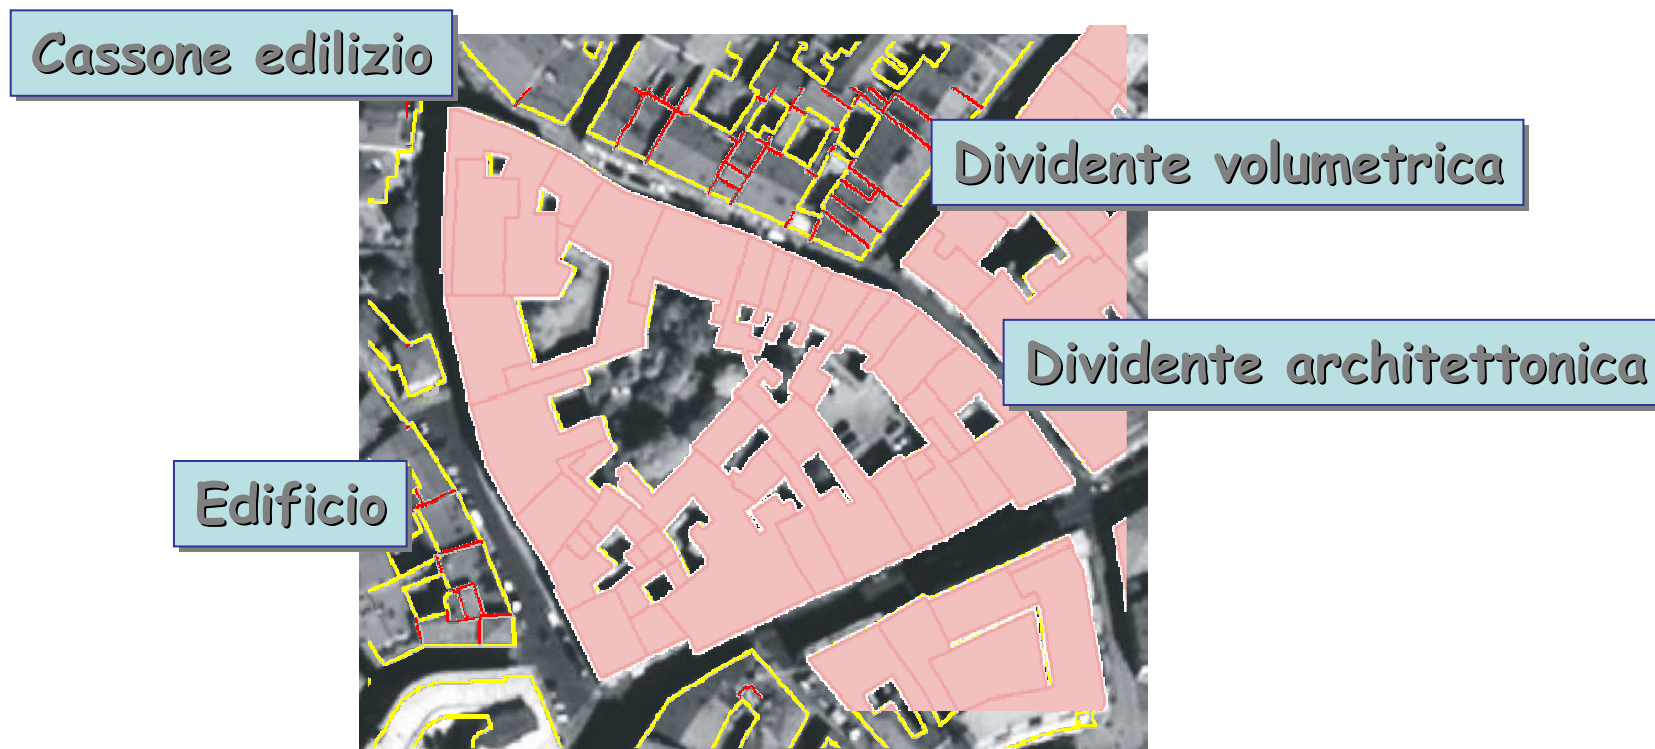 Cassone edilizio
Dividente volumetrica
Dividente architettonica
Edificio